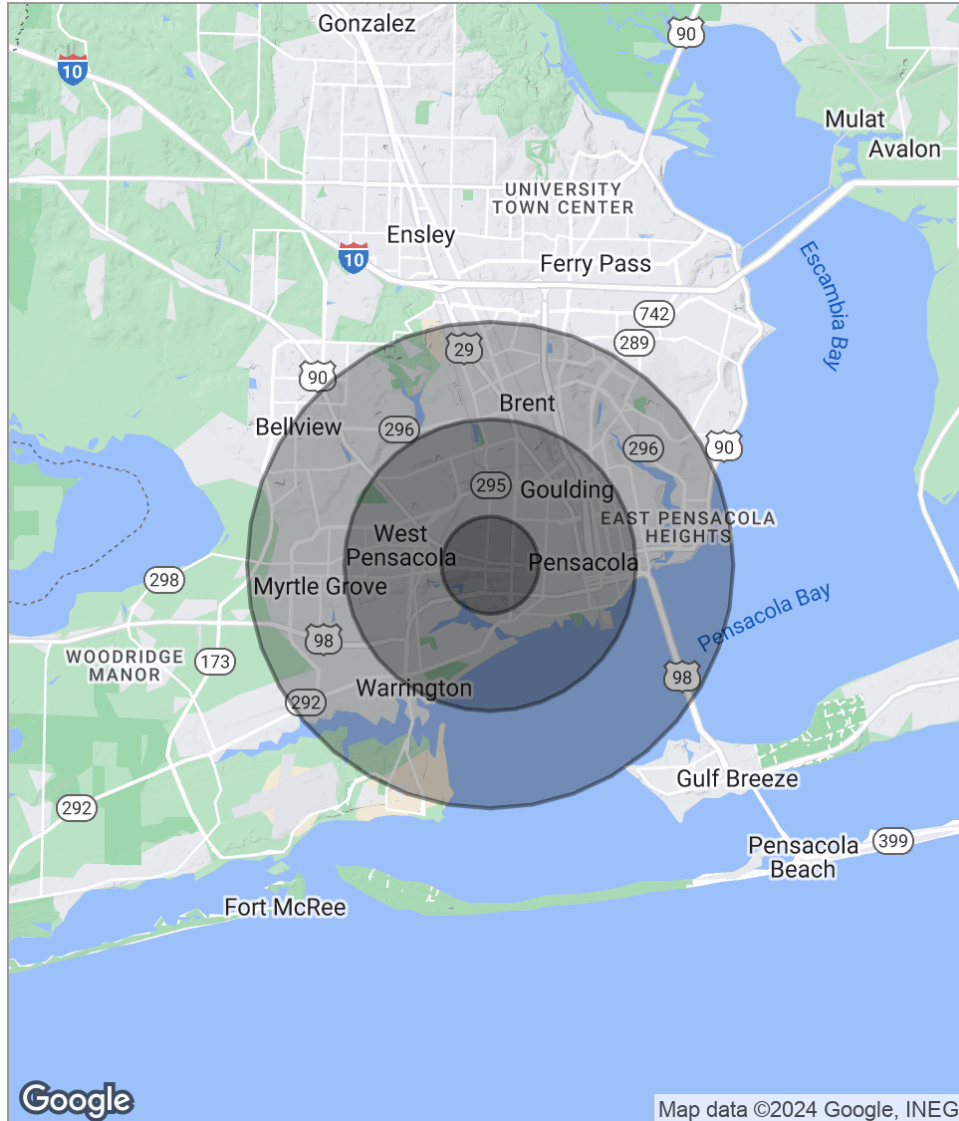 Gonzalez
90
10
Mulat
Avalon
UNIVERSITY
TOWN CENTER
Ensley
10
Ferry Pass
Escambia Bay
742
289
29
90
Brent
Bellview
296
296
90
295
Goulding
EAST PENSACOLA
HEIGHTS
West
Pensacola
Pensacola
298
Myrtle Grove
Pensacola Bay
98
WOODRIDGE
MANOR
173
98
Warrington
292
Gulf Breeze
292
399
Pensacola
Beach
Fort McRee
Google
Map data ©2024 Google, INEG